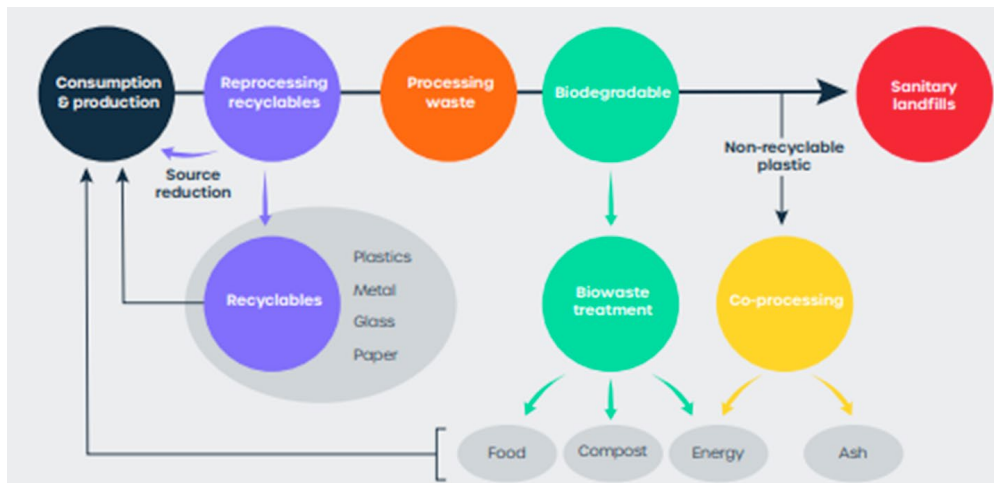 Consumption
& production
Reprocessing
recyclables
Processing
waste
Biodegradable
Sanitary
landfills
Non-recyclable
plastic
Source
reduction
Recyclables
Plastics
Metal
Glass
Paper
Biowaste
treatment
Co-processing
Food
Compost
Energy
Ash